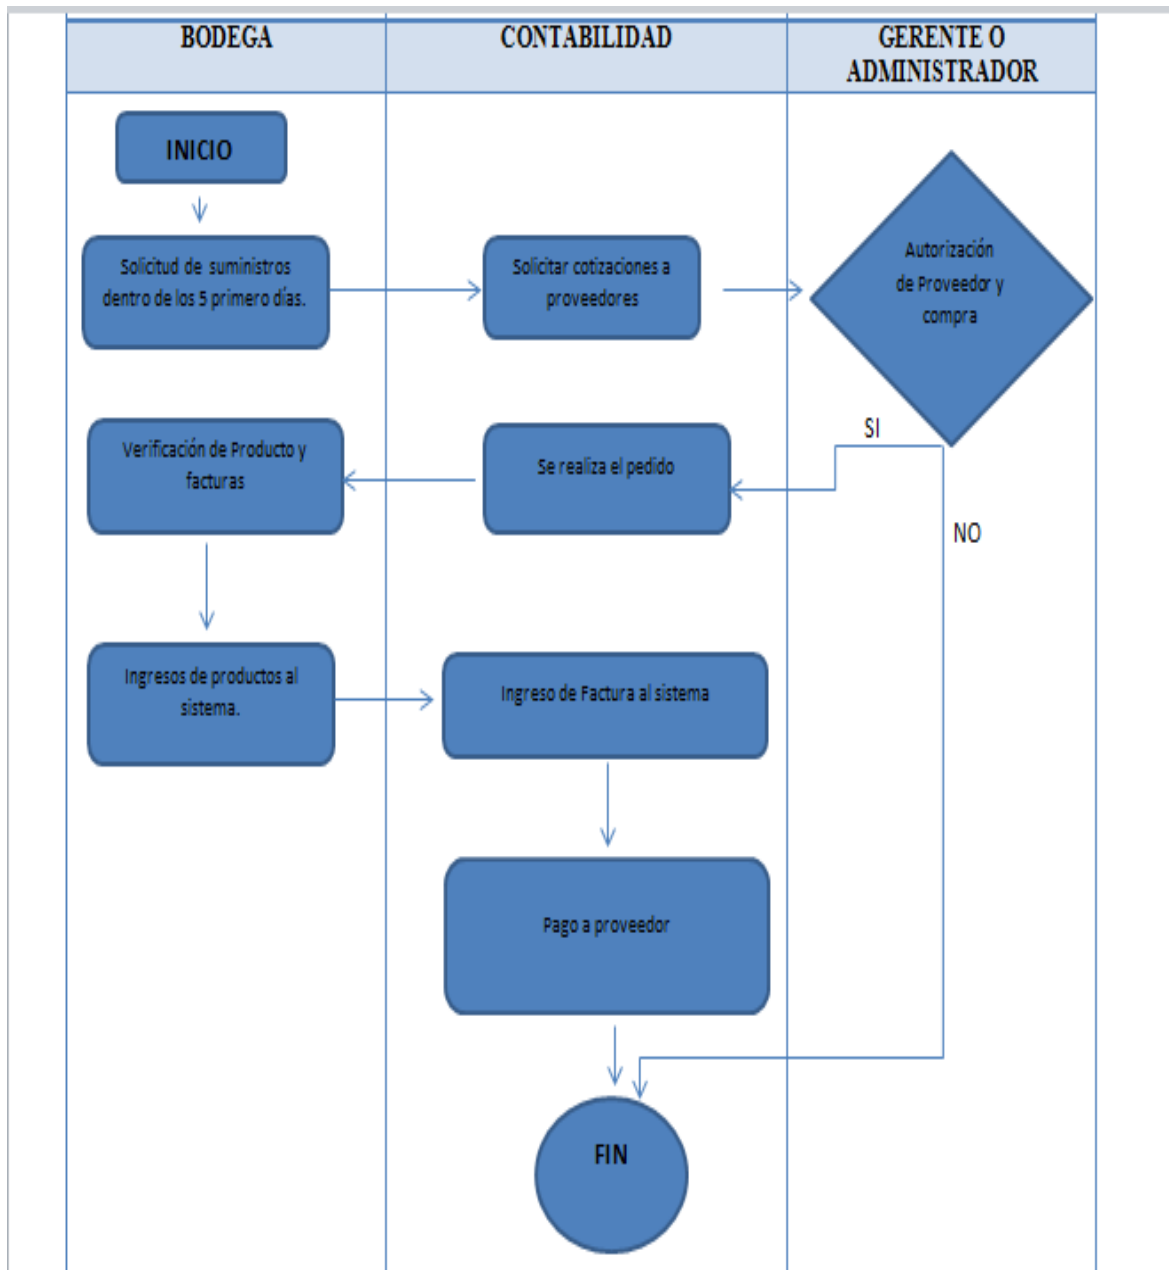 BODEGA
CONTABILIDAD
GERENTE O
ADMINISTRADOR
INICIO
Solicitud de suministros
dentro de los 5 primero días.
Solicitar cotizaciones a
proveedores
Autorización
de Proveedor y
compra
SI
NO
Se realiza el pedido
Verificación de Producto y
facturas
Ingresos de productos al
sistema.
Ingreso de Factura al sistema
Pago a proveedor
FIN